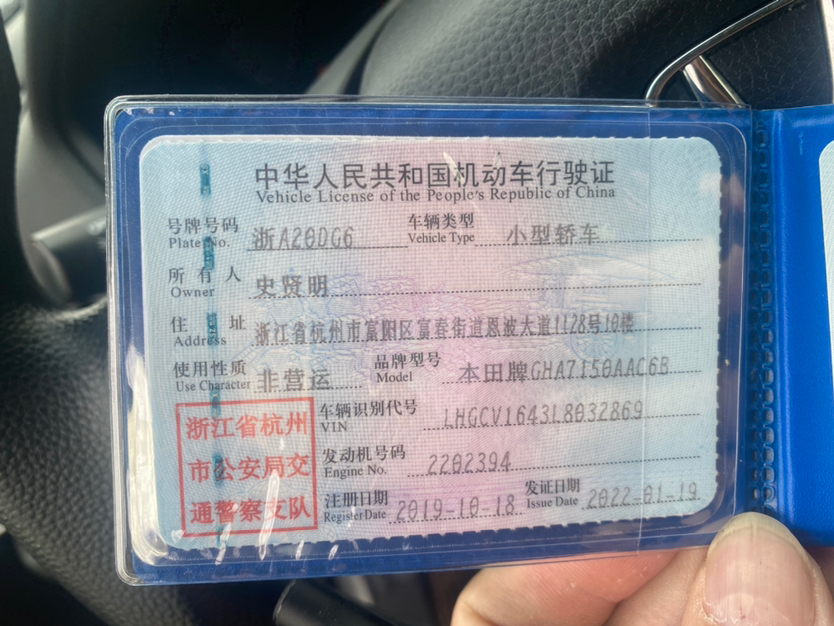 中华人民共和国机动车行驶证
Vehicle License of the People's Republic of China
号牌号码 浙A20DG6 车辆类型 小型轿车
Plate No. Vehicle Type
所有人 史贤明
Owner
住址 浙江省杭州市富阳区富春街道恩波大道1128号10楼
Address
使用性质 非营运 品牌型号 本田牌GHA7150AAC6B
Use Character Model
车辆识别代号 LHGCV1643L8032869
VIN
发动机号码 2202394
Engine No.
注册日期 2019-10-18 发证日期 2022-01-19
Register Date Issue Date
浙江省杭州
市公安局交
通警察支队